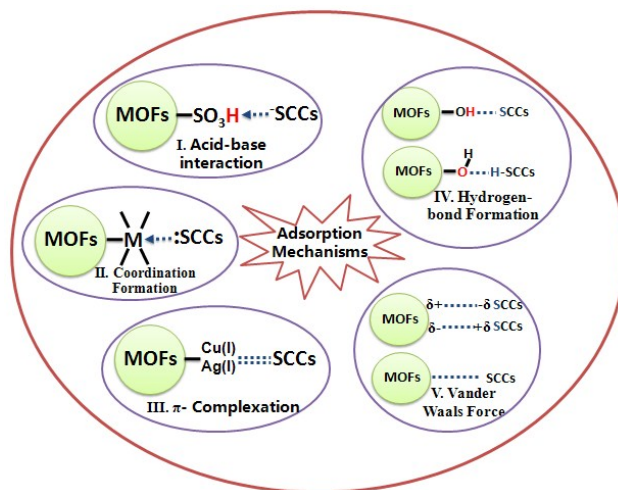 MOFs SO3H -SCCs
I. Acid-base
interaction
MOFs M :SCCs
II. Coordination
Formation
MOFs Cu(I) SCCs
Ag(I)
III. π- Complexation
Adsorption
Mechanisms
MOFs OH SCCs
H
MOFs O H-SCCs
IV. Hydrogen-
bond Formation
δ+ -δ SCCs
MOFs
δ- +δ SCCs
MOFs SCCs
V. Vander
Waals Force